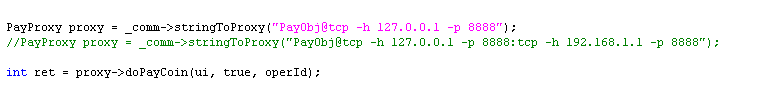 PayProxy proxy = _comm->stringToProxy("PayObj@tcp -h 127.0.0.1 -p 8888");
//PayProxy proxy = _comm->stringToProxy("PayObj@tcp -h 127.0.0.1 -p 8888:tcp -h 192.168.1.1 -p 8888");
int ret = proxy->doPayCoin(ui, true, operId);